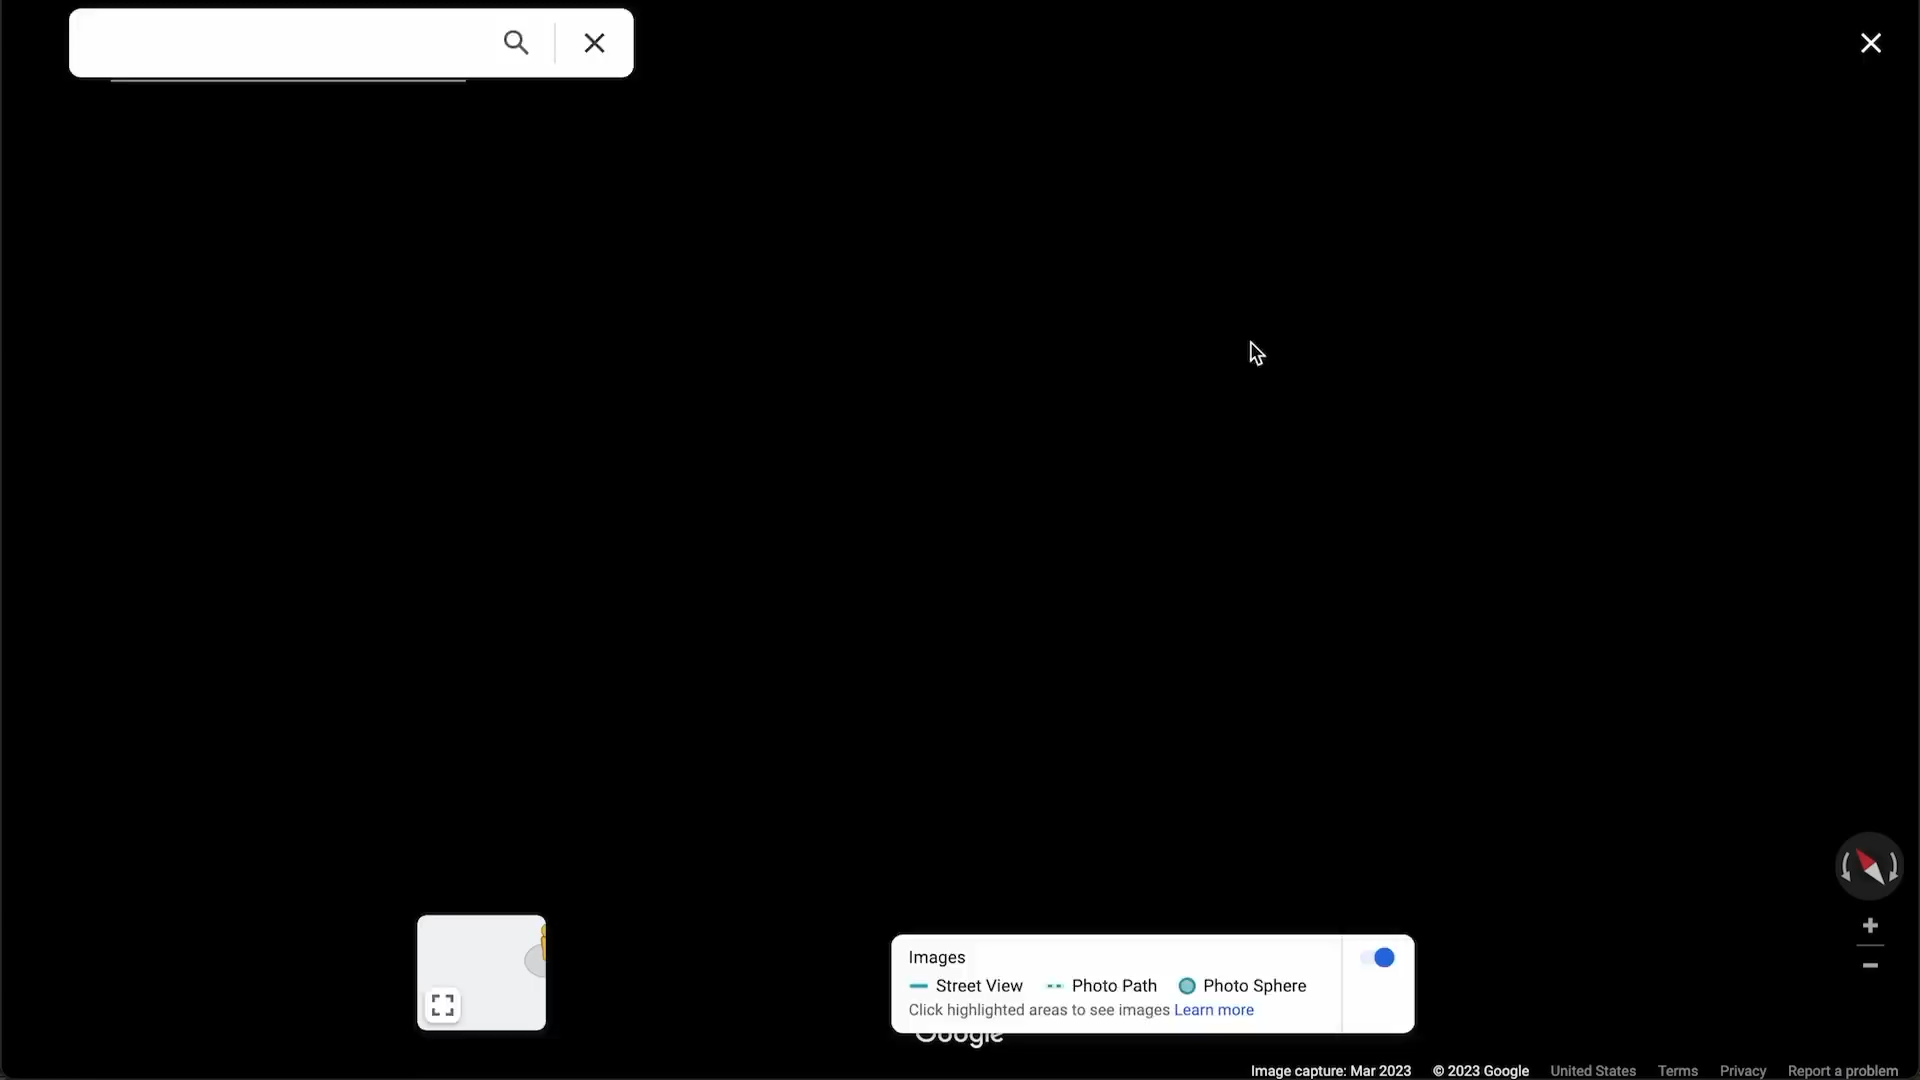 Images
Street View Photo Path Photo Sphere
Click highlighted areas to see images Learn more
Google
Image capture: Mar 2023 © 2023 Google United States Terms Privacy Report a problem